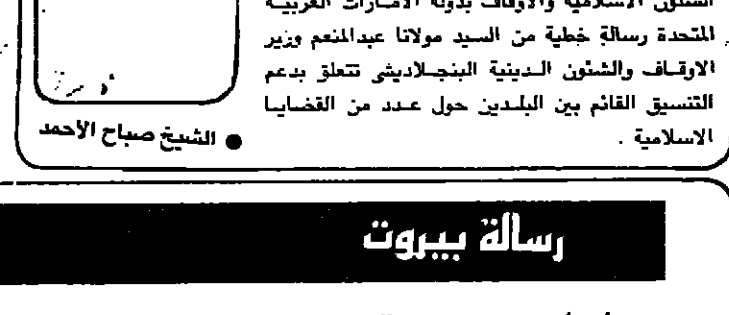 الشئون الاسلامية والاوقاف بدولة الامارات العربية
المتحدة رسالة خطية من السيد مولانا عبدالمنعم وزير
الاوقاف والشئون الدينية البنجلاديشى تتعلق بدعم
التنسيق القائم بين البلدين حول عدد من القضايا
الاسلامية .
● الشيخ صباح الأحمد
رسالة بيروت